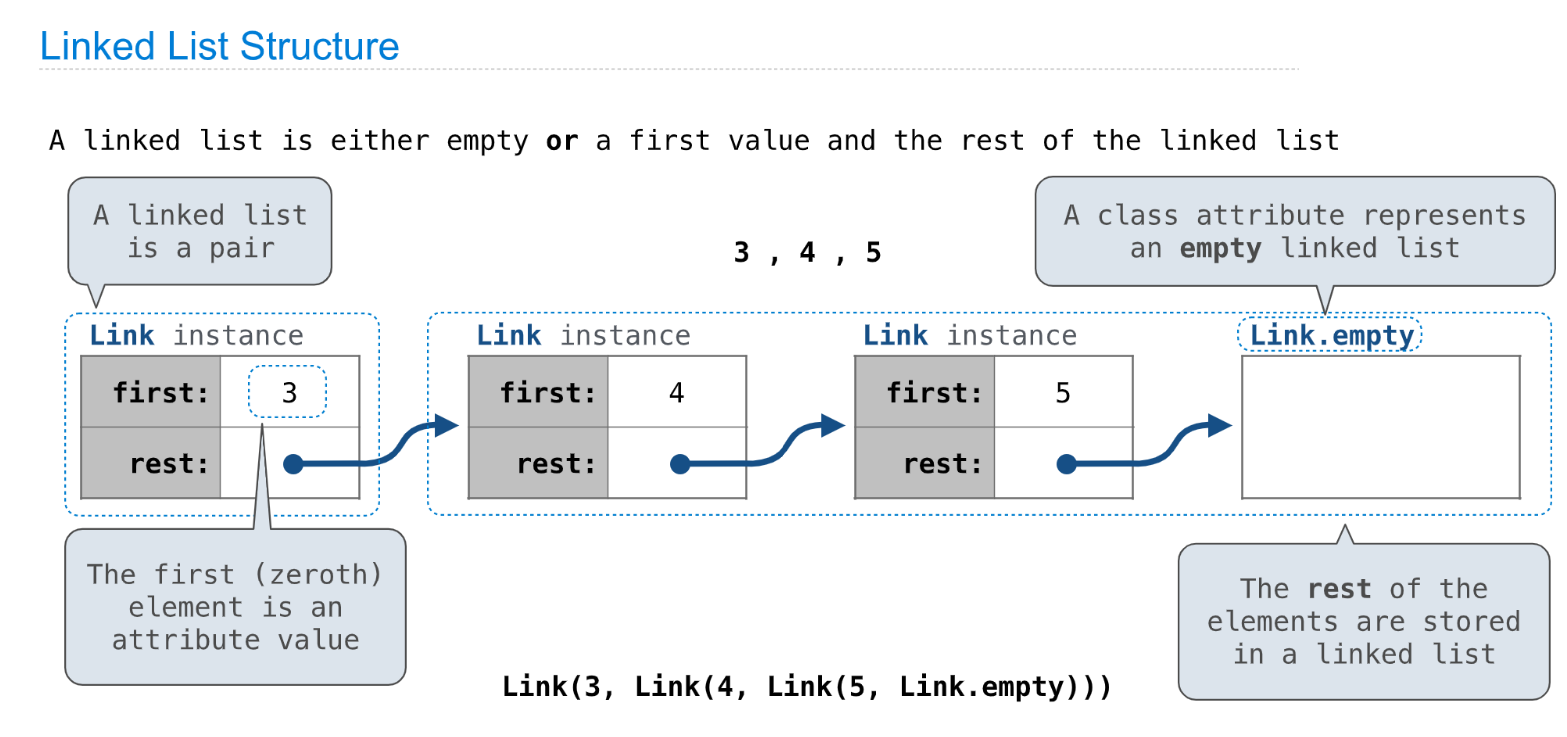 Linked List Structure
A linked list is either empty or a first value and the rest of the linked list
A linked list
is a pair
3 , 4 , 5
A class attribute represents
an empty linked list
Link instance
first: 3
rest:
Link instance
first: 4
rest:
Link instance
first: 5
rest:
Link.empty
The first (zeroth)
element is an
attribute value
The rest of the
elements are stored
in a linked list
Link(3, Link(4, Link(5, Link.empty)))